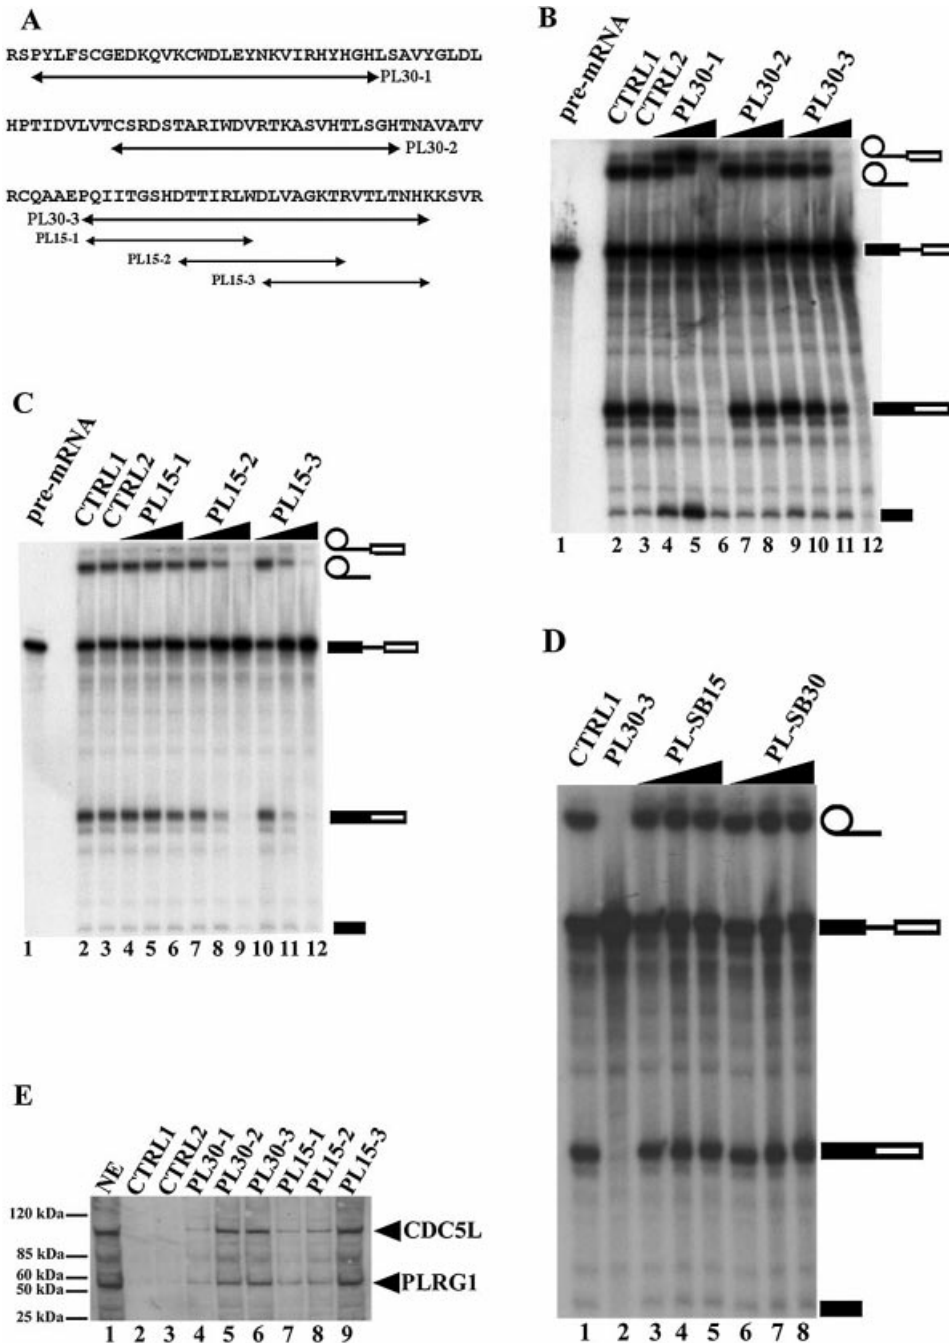 A
RSPYLFSCGEDKQVKCWDLEYNKVIRHYHGHLSAVYGLDL
PL30-1
HPTIDVLVTCSRDSTARIWDVRTKASVHTLSGHTNAVATV
PL30-2
RCQAAEPQIITGSHDTTIRLWDLVAGKTRVTLTNHKKSVR
PL30-3
PL15-1
PL15-2
PL15-3
B
pre-mRNA CTRL1 CTRL2 PL30-1 PL30-2 PL30-3
1 2 3 4 5 6 7 8 9 10 11 12
C
pre-mRNA CTRL1 CTRL2 PL15-1 PL15-2 PL15-3
1 2 3 4 5 6 7 8 9 10 11 12
D
CTRL1 PL30-3 PL-SB15 PL-SB30
1 2 3 4 5 6 7 8
E
NE CTRL1 CTRL2 PL30-1 PL30-2 PL30-3 PL15-1 PL15-2 PL15-3
120 kDa
CDC5L
85 kDa
60 kDa
PLRG1
50 kDa
25 kDa
1 2 3 4 5 6 7 8 9